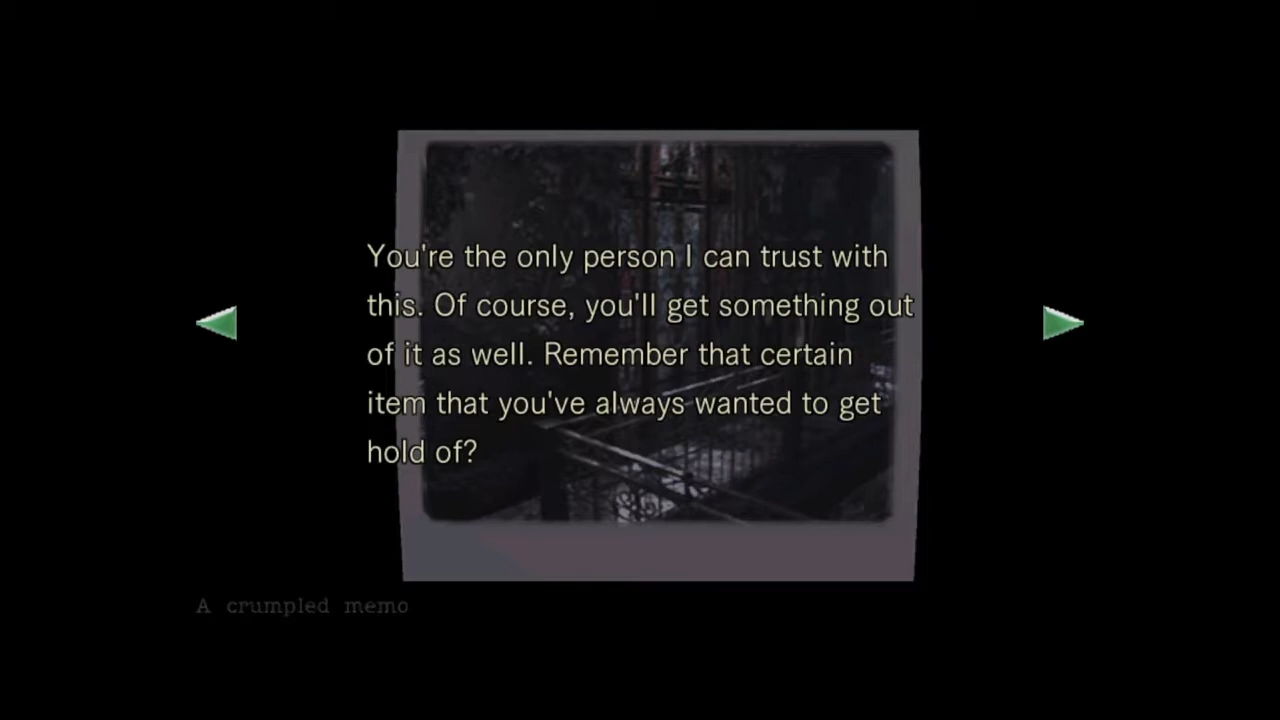 You're the only person I can trust with
this. Of course, you'll get something out
of it as well. Remember that certain
item that you've always wanted to get
hold of?
A crumpled memo